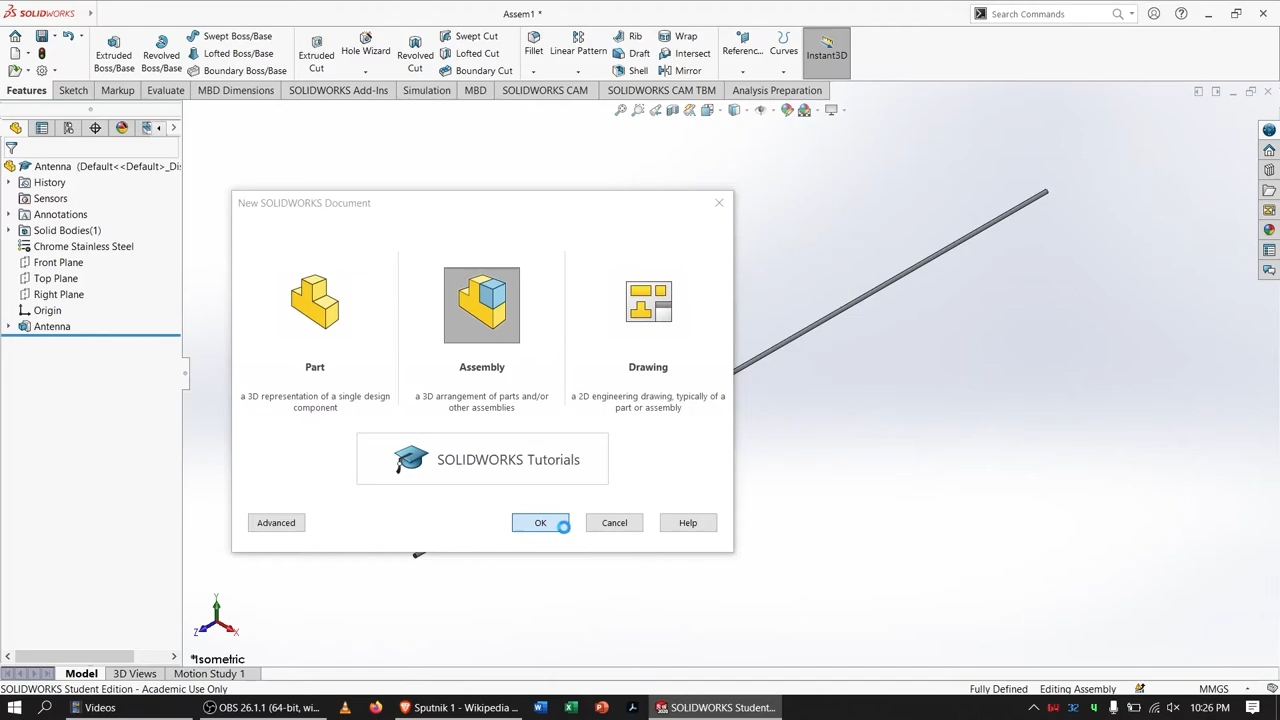 SOLIDWORKS
Assem1 *
Search Commands
Extruded Boss/Base
Revolved Boss/Base
Swept Boss/Base
Lofted Boss/Base
Boundary Boss/Base
Extruded Cut
Hole Wizard
Revolved Cut
Swept Cut
Lofted Cut
Boundary Cut
Fillet
Linear Pattern
Rib
Draft
Shell
Wrap
Intersect
Mirror
Referenc...
Curves
Instant3D
Features
Sketch
Markup
Evaluate
MBD Dimensions
SOLIDWORKS Add-Ins
Simulation
MBD
SOLIDWORKS CAM
SOLIDWORKS CAM TBM
Analysis Preparation
Antenna (Default<<Default>_Dis
History
Sensors
Annotations
Solid Bodies(1)
Chrome Stainless Steel
Front Plane
Top Plane
Right Plane
Origin
Antenna
New SOLIDWORKS Document
Part
Assembly
Drawing
a 3D representation of a single design component
a 3D arrangement of parts and/or other assemblies
a 2D engineering drawing, typically of a part or assembly
SOLIDWORKS Tutorials
Advanced
OK
Cancel
Help
Y
Z
X
*Isometric
Model
3D Views
Motion Study 1
SOLIDWORKS Student Edition - Academic Use Only
Fully Defined
Editing Assembly
MMGS
Videos
OBS 26.1.1 (64-bit, wi...
Sputnik 1 - Wikipedia ...
SOLIDWORKS Student...
32
10:26 PM